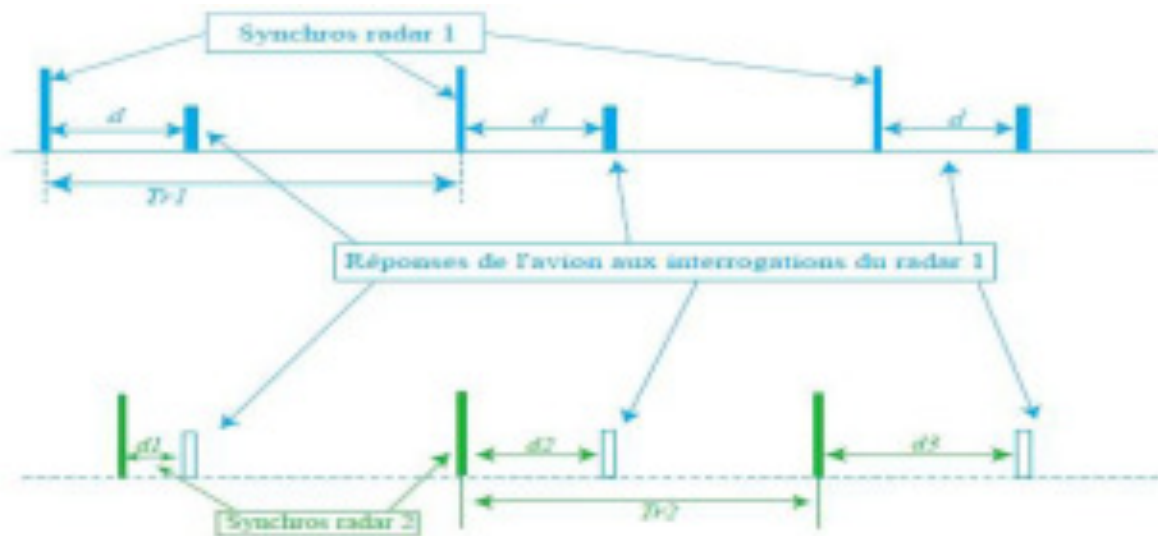 Synchros radar 1
d
d
d
Tr1
Réponses de l'avion aux interrogations du radar 1
d1
d2
d3
Tr2
Synchros radar 2